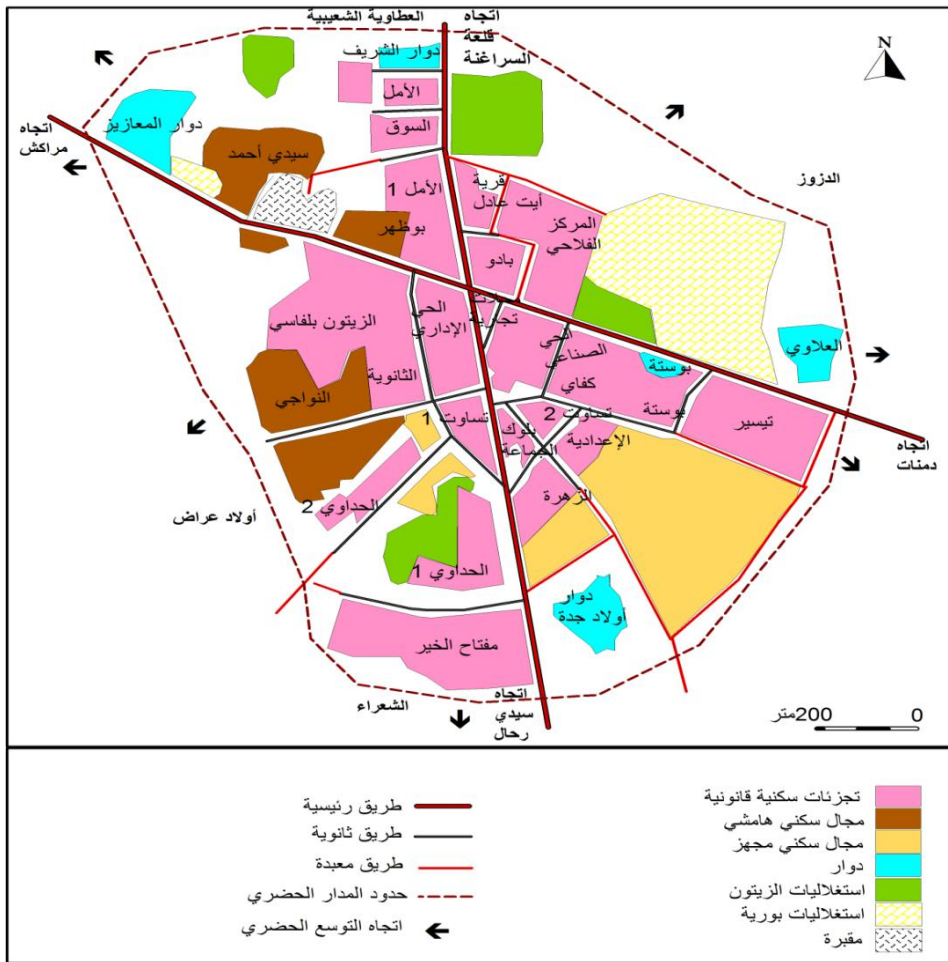 العطاوية الشعيبية
اتجاه
قلعة
السراغنة
N
دوار الشريف
الأمل
السوق
دوار المعازيز
اتجاه
مراكش
سيدي أحمد
الأمل 1
بوظهر
قرية
أيت عادل
المركز
الفلاحي
الدزوز
بادو
تجارية
الحي
الإداري
الزيتون بلفاسي
الحي
الصناعي
كفاي
بوستة
العلاوي
الثانوية
النواجي
تساوت 1
تساوت 2
بلوك
الجماعة
الإعدادية
بوستة
تيسير
اتجاه
دمنات
الزهرة
الحداوي 2
أولاد عراض
الحداوي 1
دوار
أولاد جدة
مفتاح الخير
الشعراء
اتجاه
سيدي
رحال
200متر
0
تجزئات سكنية قانونية
مجال سكني هامشي
مجال سكني مجهز
دوار
استغلاليات الزيتون
استغلاليات بورية
مقبرة
طريق رئيسية
طريق ثانوية
طريق معبدة
حدود المدار الحضري
اتجاه التوسع الحضري